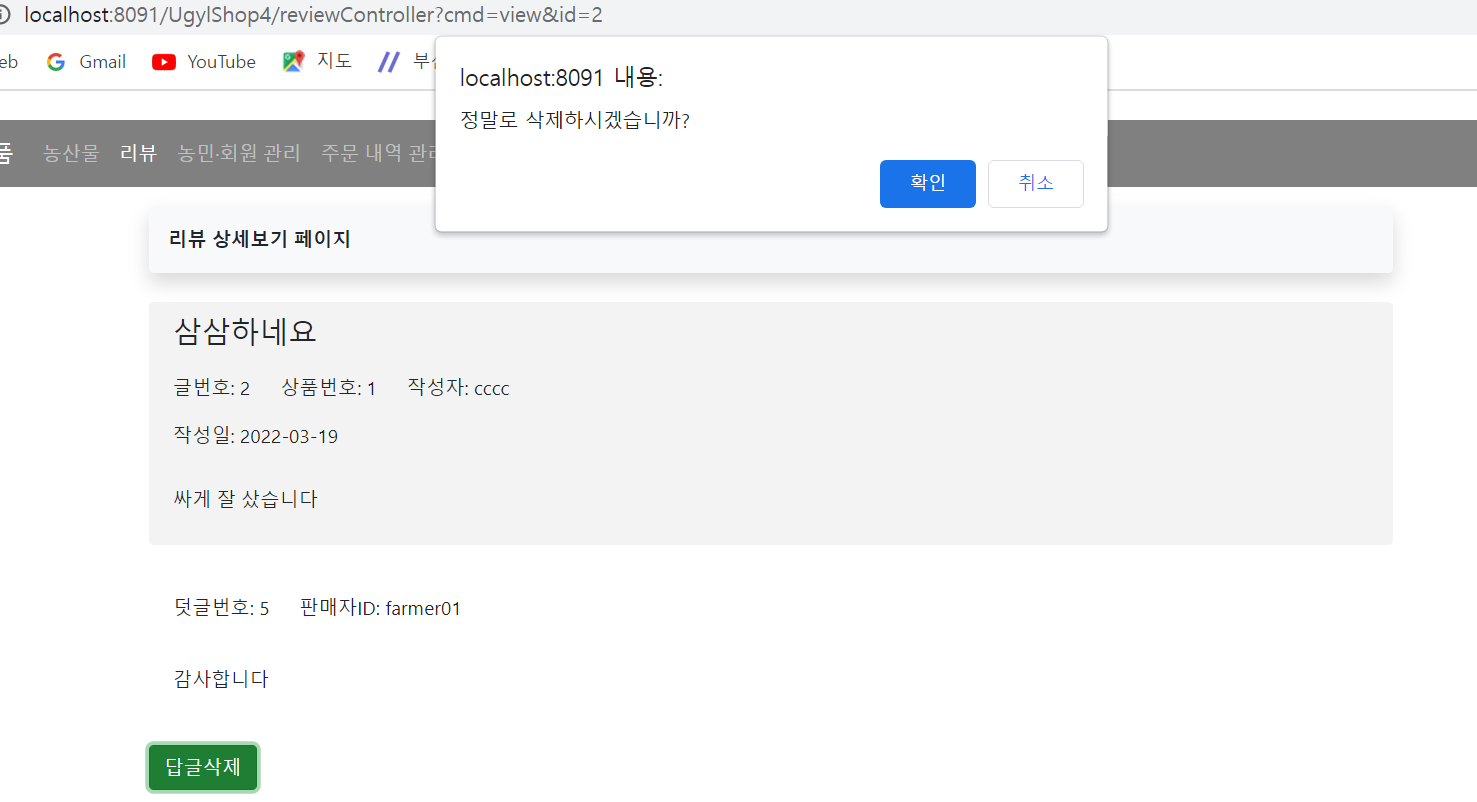 localhost:8091/UgylShop4/reviewController?cmd=view&id=2
eb Gmail YouTube 지도
localhost:8091 내용:
정말로 삭제하시겠습니까?
확인 취소
품 농산물 리뷰 농민·회원 관리 주문 내역 관리
리뷰 상세보기 페이지
삼삼하네요
글번호: 2 상품번호: 1 작성자: cccc
작성일: 2022-03-19
싸게 잘 샀습니다
덧글번호: 5 판매자ID: farmer01
감사합니다
답글삭제